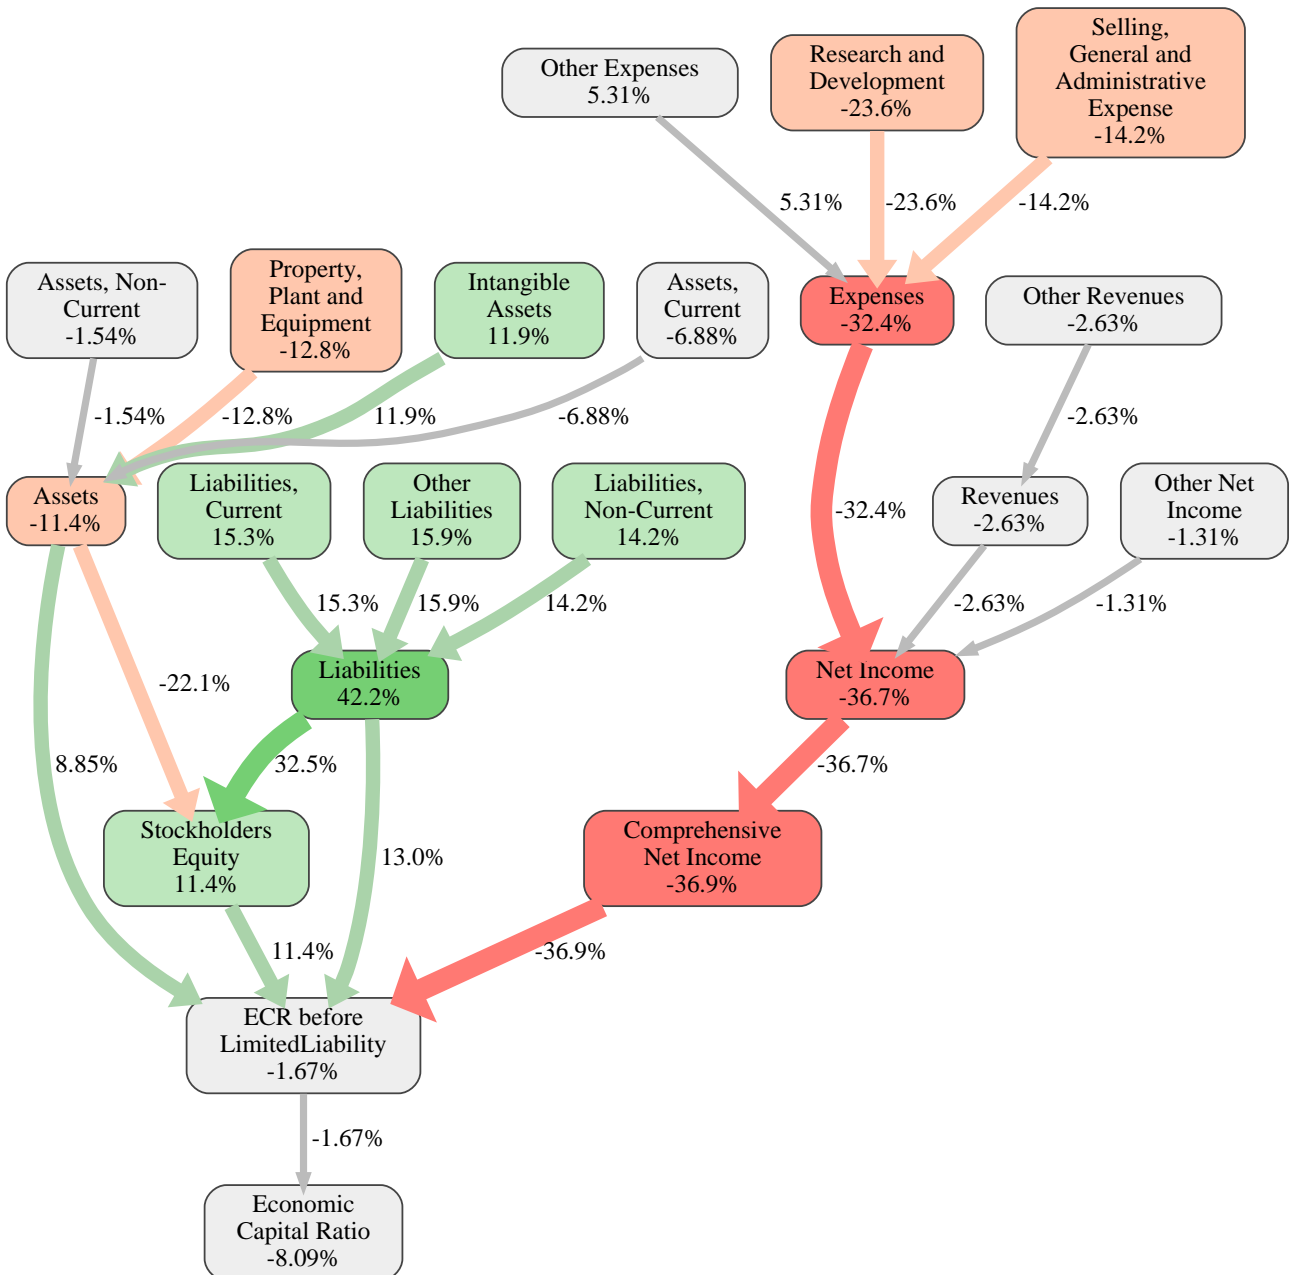 Other Expenses
5.31%
Research and
Development
-23.6%
Selling,
General and
Administrative
Expense
-14.2%
5.31%
-23.6%
-14.2%
Assets, Non-
Current
-1.54%
Property,
Plant and
Equipment
-12.8%
Intangible
Assets
11.9%
Assets,
Current
-6.88%
Expenses
-32.4%
Other Revenues
-2.63%
-1.54%
-12.8%
11.9%
-6.88%
-2.63%
Assets
-11.4%
Liabilities,
Current
15.3%
Other
Liabilities
15.9%
Liabilities,
Non-Current
14.2%
-32.4%
Revenues
-2.63%
Other Net
Income
-1.31%
15.3%
15.9%
14.2%
-2.63%
-1.31%
-22.1%
Liabilities
42.2%
Net Income
-36.7%
8.85%
32.5%
-36.7%
Stockholders
Equity
11.4%
13.0%
Comprehensive
Net Income
-36.9%
11.4%
-36.9%
ECR before
LimitedLiability
-1.67%
-1.67%
Economic
Capital Ratio
-8.09%